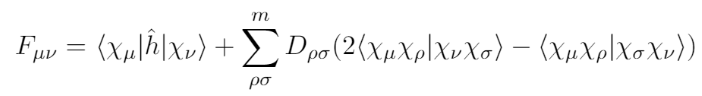 F_{\mu\nu} = \langle\chi_\mu|\hat{h}|\chi_\nu\rangle + \sum_{\rho\sigma}^{m} D_{\rho\sigma}(2\langle\chi_\mu\chi_\rho|\chi_\nu\chi_\sigma\rangle - \langle\chi_\mu\chi_\rho|\chi_\sigma\chi_\nu\rangle)